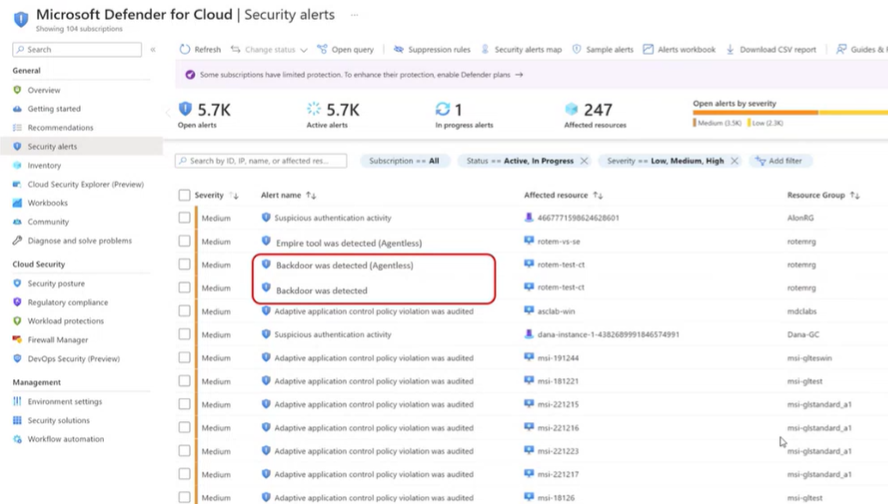 Microsoft Defender for Cloud | Security alerts ...
Showing 104 subscriptions
Search
«
General
Overview
Getting started
Recommendations
Security alerts
Inventory
Cloud Security Explorer (Preview)
Workbooks
Community
Diagnose and solve problems
Cloud Security
Security posture
Regulatory compliance
Workload protections
Firewall Manager
DevOps Security (Preview)
Management
Environment settings
Security solutions
Workflow automation
Refresh Change status Open query Suppression rules Security alerts map Sample alerts Alerts workbook Download CSV report Guides &
Some subscriptions have limited protection. To enhance their protection, enable Defender plans →
5.7K
Open alerts
5.7K
Active alerts
1
In progress alerts
247
Affected resources
Open alerts by severity
Medium (3.5K) Low (2.3K)
Search by ID, IP, name, or affected res...
Subscription == All
Status == Active, In Progress ×
Severity == Low, Medium, High ×
Add filter
Severity ↑↓ Alert name ↑↓ Affected resource ↑↓ Resource Group ↑↓
Medium Suspicious authentication activity 4667771598624628601 AlonRG
Medium Empire tool was detected (Agentless) rotem-vs-se rotemrg
Medium Backdoor was detected (Agentless) rotem-test-ct rotemrg
Medium Backdoor was detected rotem-test-ct rotemrg
Medium Adaptive application control policy violation was audited asclab-win mdclabs
Medium Suspicious authentication activity dana-instance-1-4382689991846574991 Dana-GC
Medium Adaptive application control policy violation was audited msi-191244 msi-glteswin
Medium Adaptive application control policy violation was audited msi-181221 msi-gltest
Medium Adaptive application control policy violation was audited msi-221215 msi-glstandard_a1
Medium Adaptive application control policy violation was audited msi-221216 msi-glstandard_a1
Medium Adaptive application control policy violation was audited msi-221223 msi-glstandard_a1
Medium Adaptive application control policy violation was audited msi-221217 msi-glstandard_a1
Medium Adaptive application control policy violation was audited msi-18126 msi-gltest